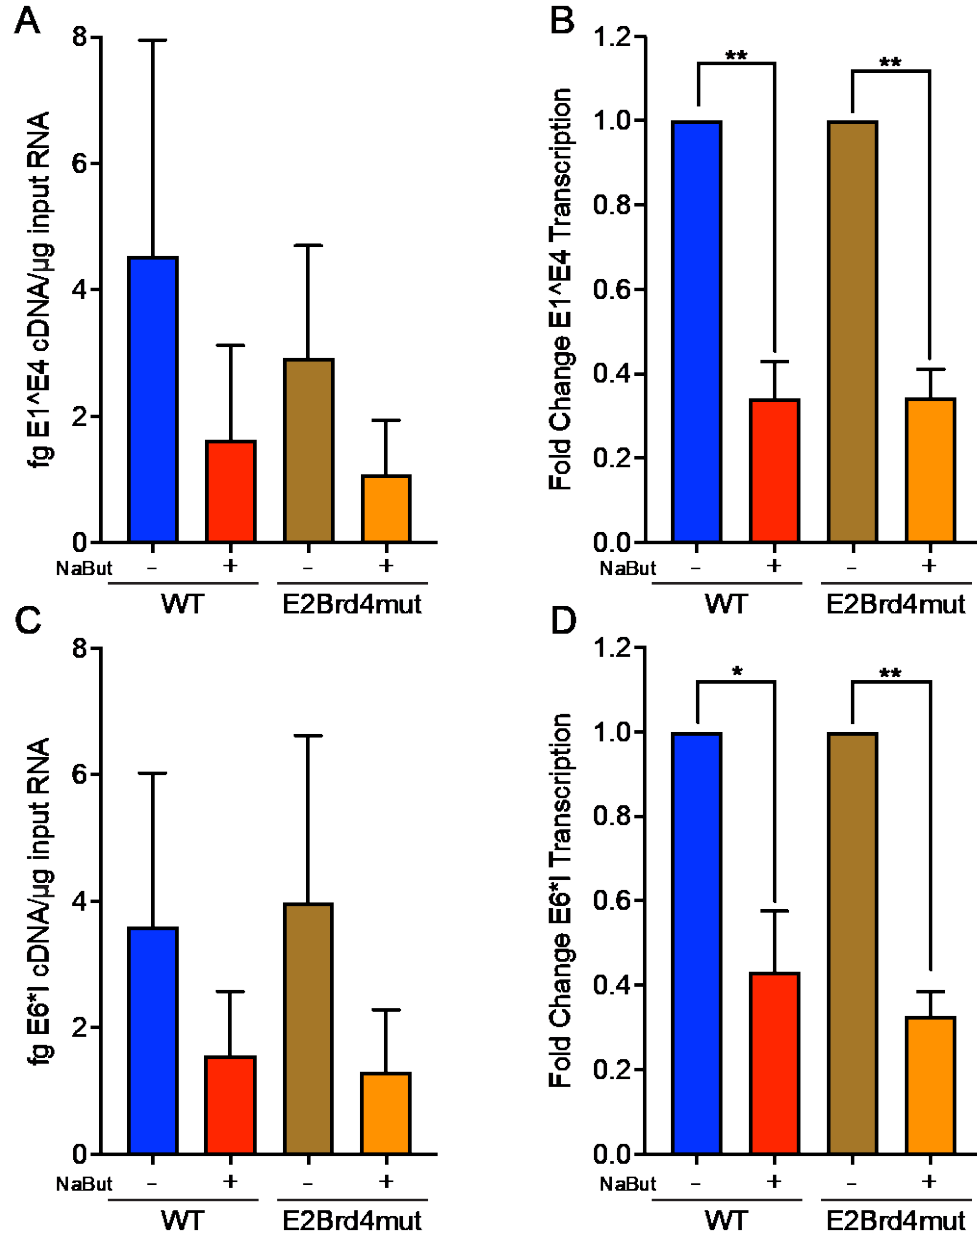 A
fg E1^E4 cDNA/µg input RNA
8
6
4
2
0
NaBut - + - +
WT E2Brd4mut
B
Fold Change E1^E4 Transcription
1.2
1.0
0.8
0.6
0.4
0.2
0.0
** **
NaBut - + - +
WT E2Brd4mut
C
fg E6*I cDNA/µg input RNA
8
6
4
2
0
NaBut - + - +
WT E2Brd4mut
D
Fold Change E6*I Transcription
1.2
1.0
0.8
0.6
0.4
0.2
0.0
* **
NaBut - + - +
WT E2Brd4mut